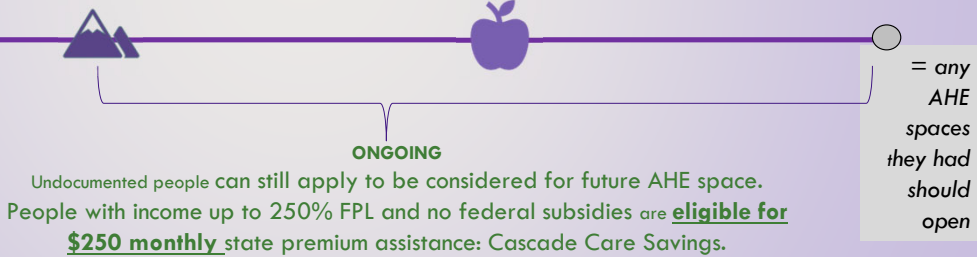 = any
AHE
spaces
they had
should
open
ONGOING
Undocumented people can still apply to be considered for future AHE space.
People with income up to 250% FPL and no federal subsidies are eligible for
$250 monthly state premium assistance: Cascade Care Savings.